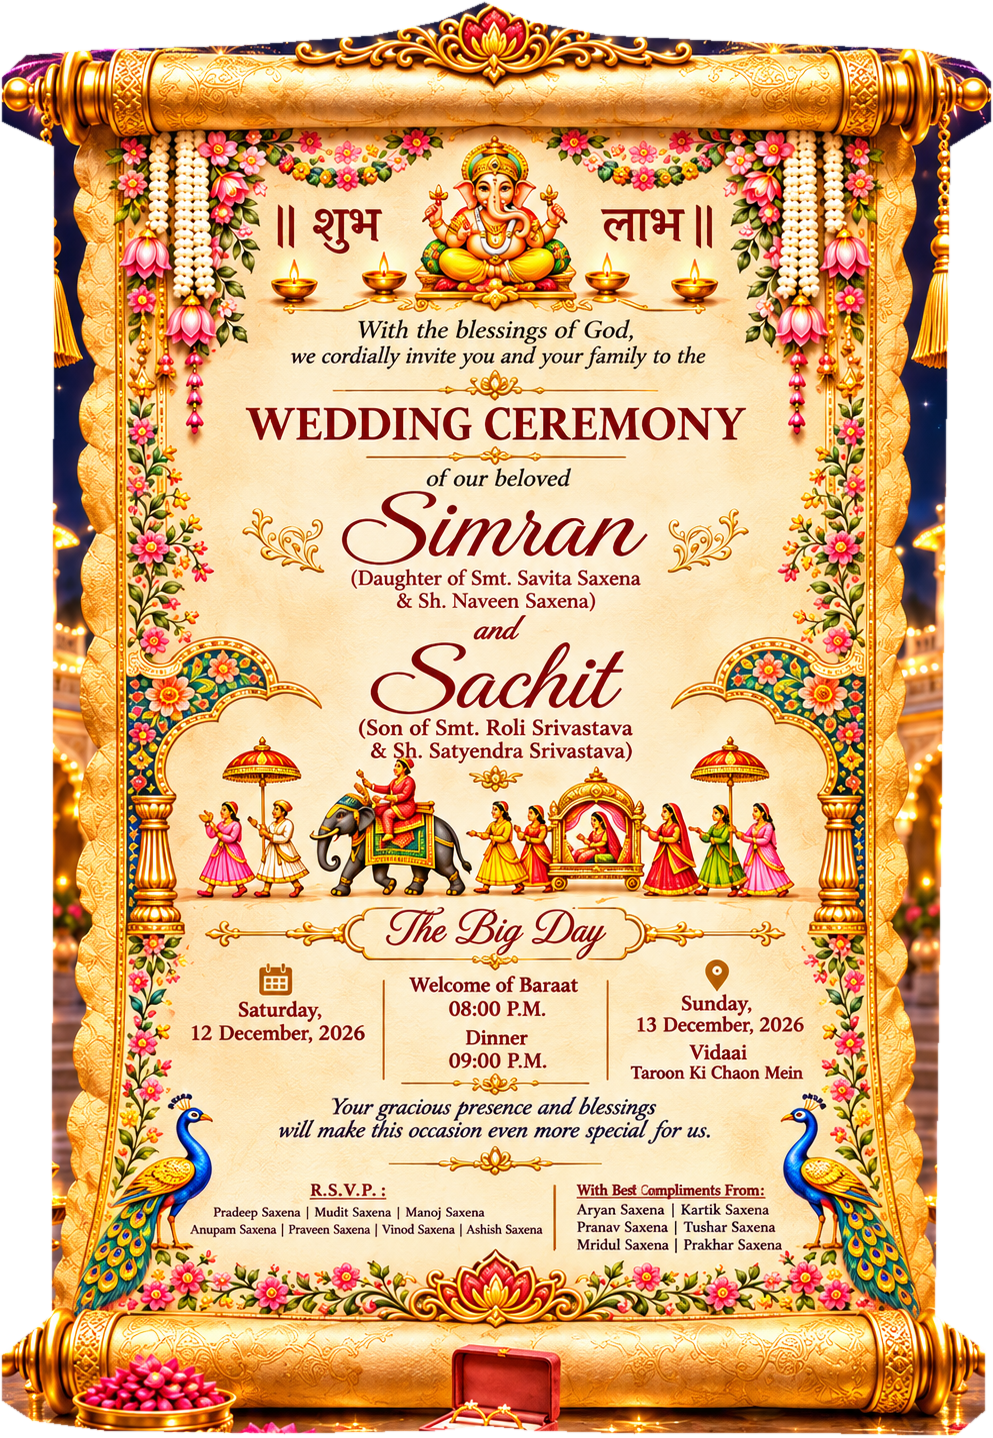 || शुभ लाभ ||
With the blessings of God,
we cordially invite you and your family to the
WEDDING CEREMONY
of our beloved
Simran
(Daughter of Smt. Savita Saxena
& Sh. Naveen Saxena)
and
Sachit
(Son of Smt. Roli Srivastava
& Sh. Satyendra Srivastava)
The Big Day
Saturday,
12 December, 2026
Welcome of Baraat
08:00 P.M.
Dinner
09:00 P.M.
Sunday,
13 December, 2026
Vidaai
Taroon Ki Chaon Mein
Your gracious presence and blessings
will make this occasion even more special for us.
R.S.V.P. :
Pradeep Saxena | Mudit Saxena | Manoj Saxena
Anupam Saxena | Praveen Saxena | Vinod Saxena | Ashish Saxena
With Best Compliments From:
Aryan Saxena | Kartik Saxena
Pranav Saxena | Tushar Saxena
Mridul Saxena | Prakhar Saxena